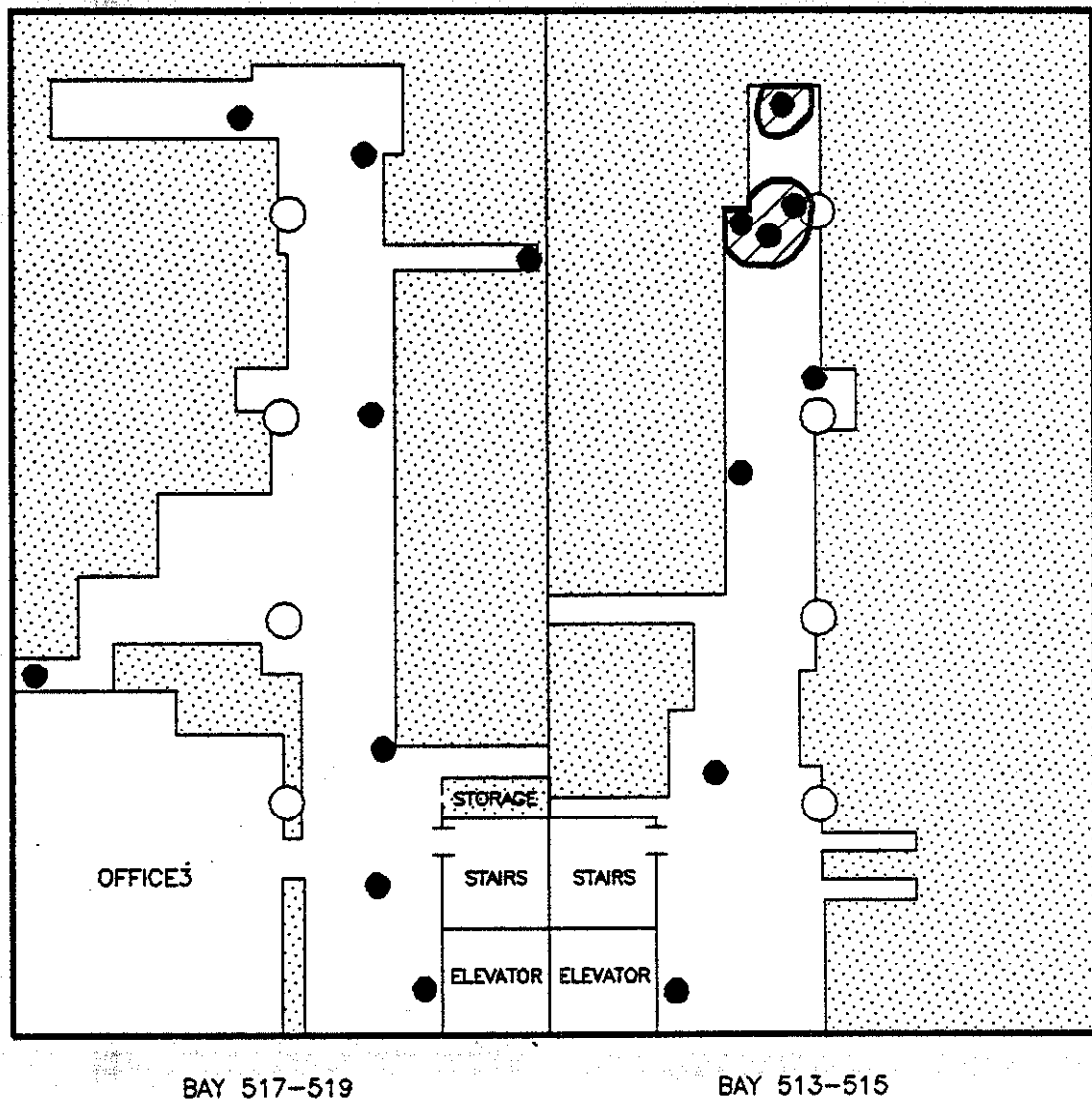 STORAGE
OFFICE3
STAIRS STAIRS
ELEVATOR ELEVATOR
BAY 517-519 BAY 513-515